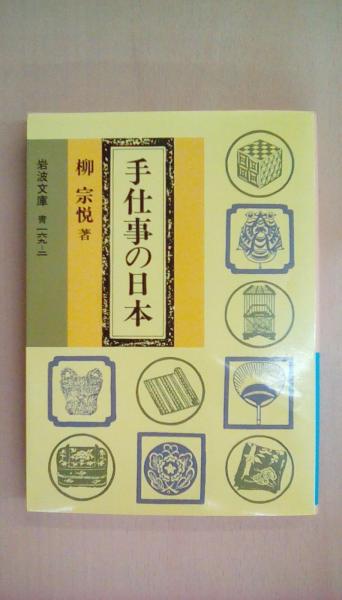 手仕事の日本
柳 宗悦 著
岩波文庫 青 一六九-二